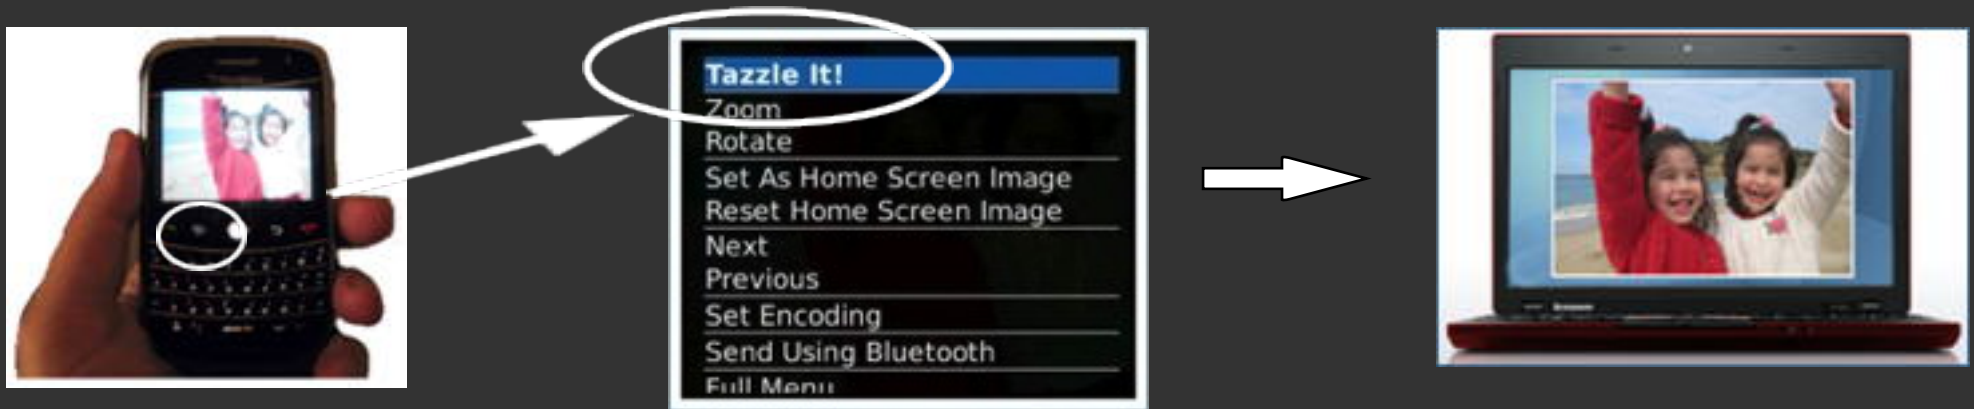 Tazzle It!
Zoom
Rotate
Set As Home Screen Image
Reset Home Screen Image
Next
Previous
Set Encoding
Send Using Bluetooth
Full Menu